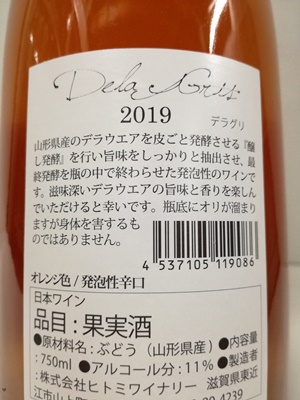 Dela Gris
2019
デラグリ
山形県産のデラウエアを皮ごと発酵させる『醸
し発酵』を行い旨味をしっかりと抽出させ、最
終発酵を瓶の中で終わらせた発泡性のワインで
す。滋味深いデラウエアの旨味と香りを楽しん
でいただけると幸いです。瓶底にオリが溜まり
ますが身体を害するも
のではありません。
4 537105 119086
オレンジ色 / 発泡性辛口
日本ワイン
品目：果実酒
●原材料名：ぶどう（山形県産）●内容量
：750ml ●アルコール分：11％ ●製造者
：株式会社ヒトミワイナリー 滋賀県東近
江市山上町